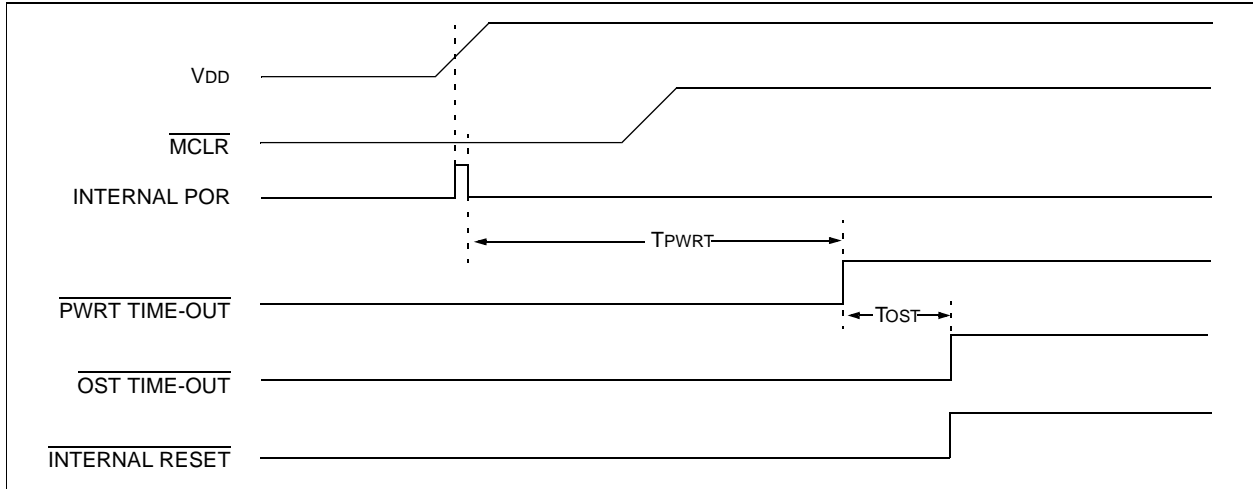 VDD
MCLR
INTERNAL POR
TPWRT
PWRT TIME-OUT
TOST
OST TIME-OUT
INTERNAL RESET